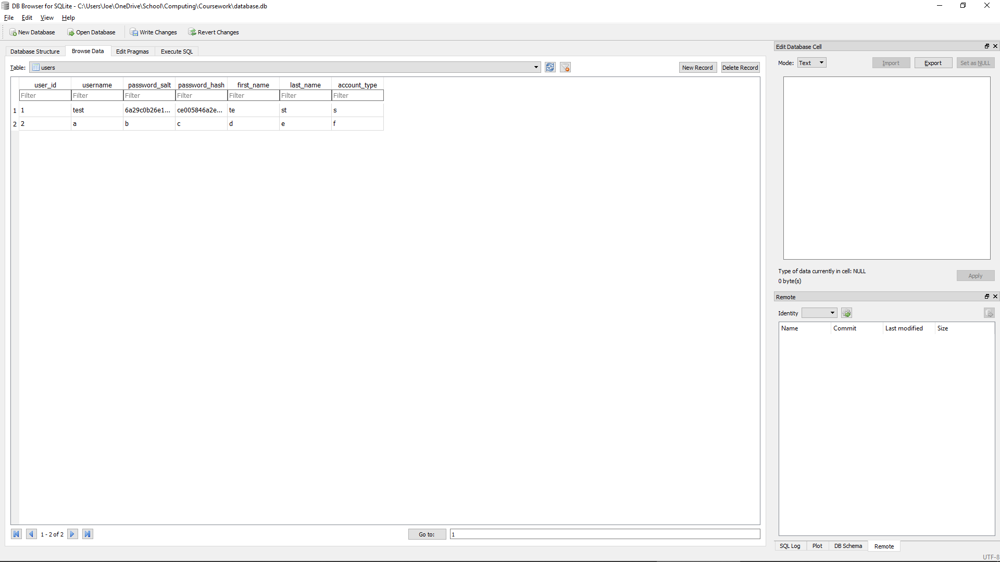 DB Browser for SQLite - C:\Users\Joe\OneDrive\School\Computing\Coursework\database.db
File Edit View Help
New Database Open Database Write Changes Revert Changes
Database Structure Browse Data Edit Pragmas Execute SQL
Table: users New Record Delete Record
user_id username password_salt password_hash first_name last_name account_type
Filter Filter Filter Filter Filter Filter Filter
1 1 test 6a29c0b26e1... ce005846a2e... te st s
2 2 a b c d e f
1 - 2 of 2 Go to: 1
Edit Database Cell
Mode: Text Import Export Set as NULL
Type of data currently in cell: NULL
0 byte(s)
Apply
Remote
Identity
Name Commit Last modified Size
SQL Log Plot DB Schema Remote
UTF-8